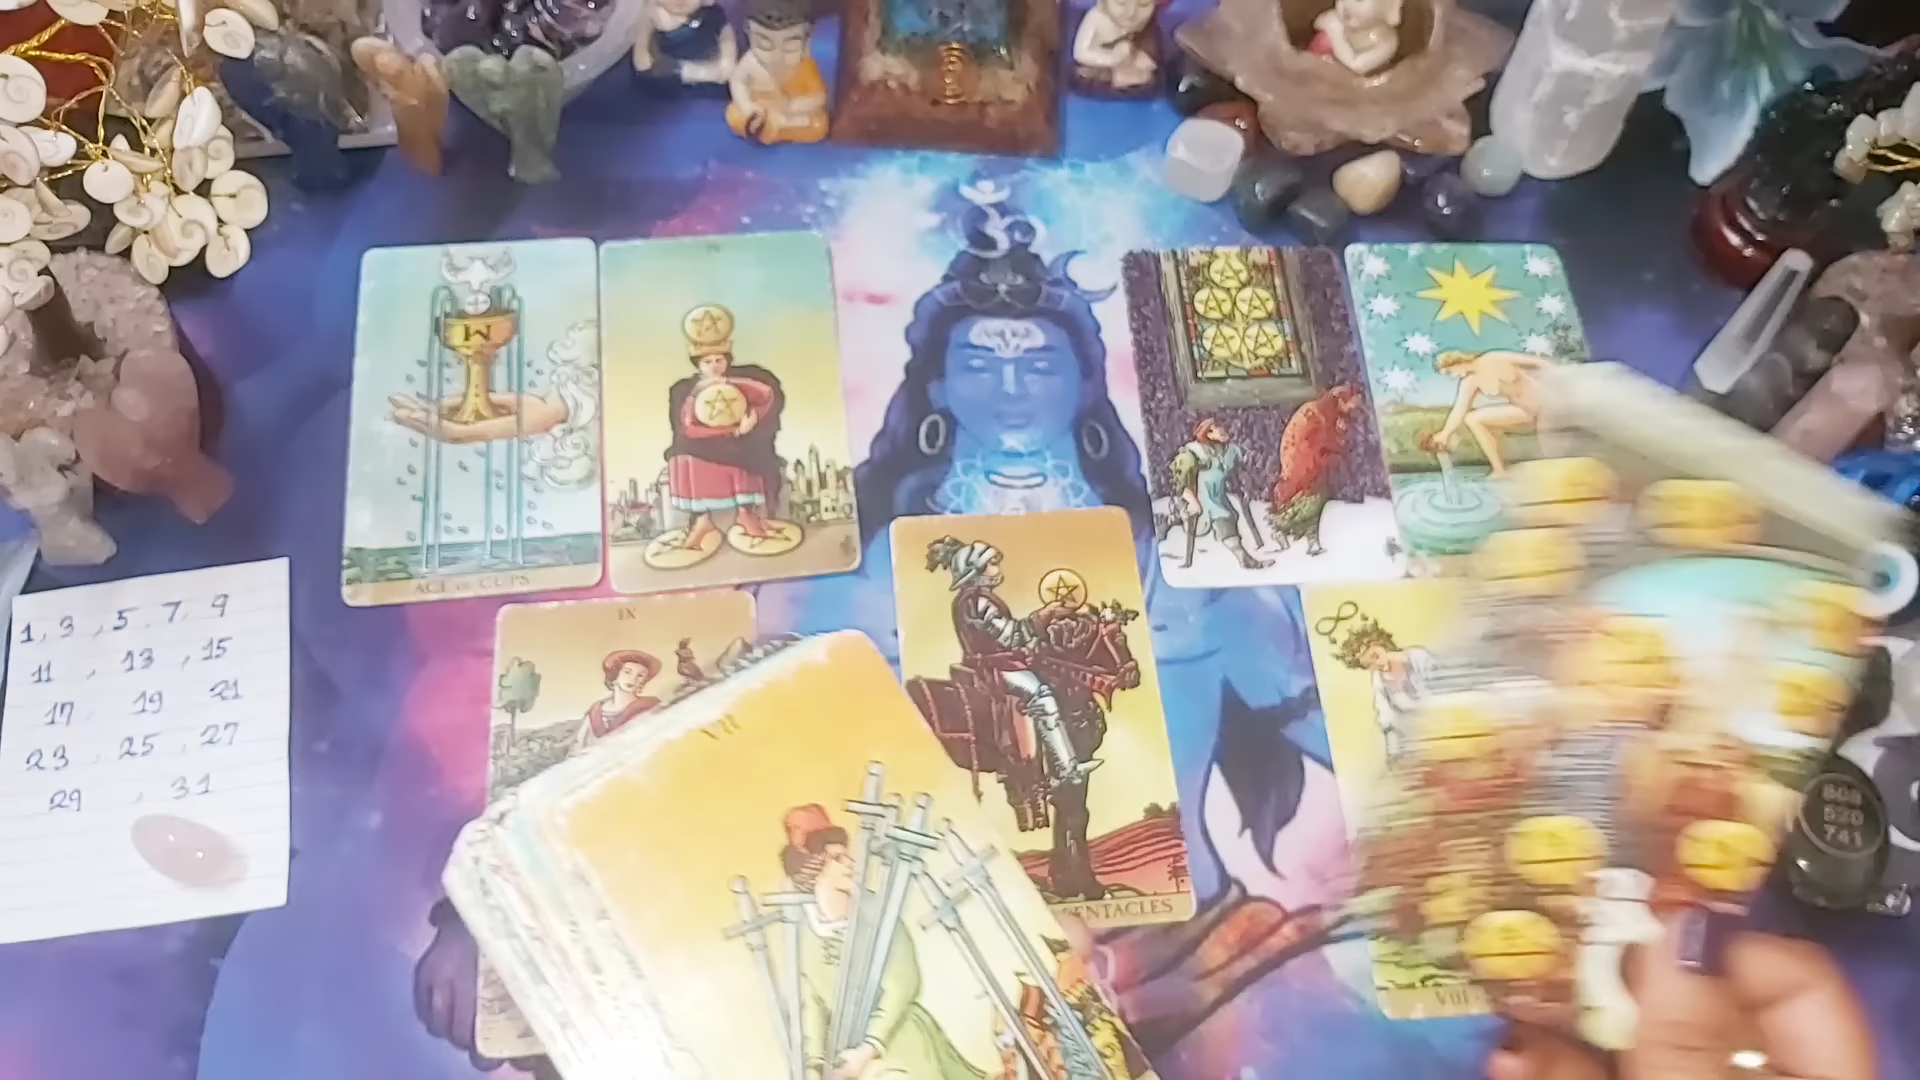 ACE of CUPS
IV
IX
VII
PENTACLES
VIII
1, 3, 5, 7, 9
11, 13, 15
17 19 21
23, 25, 27
29, 31
520
741